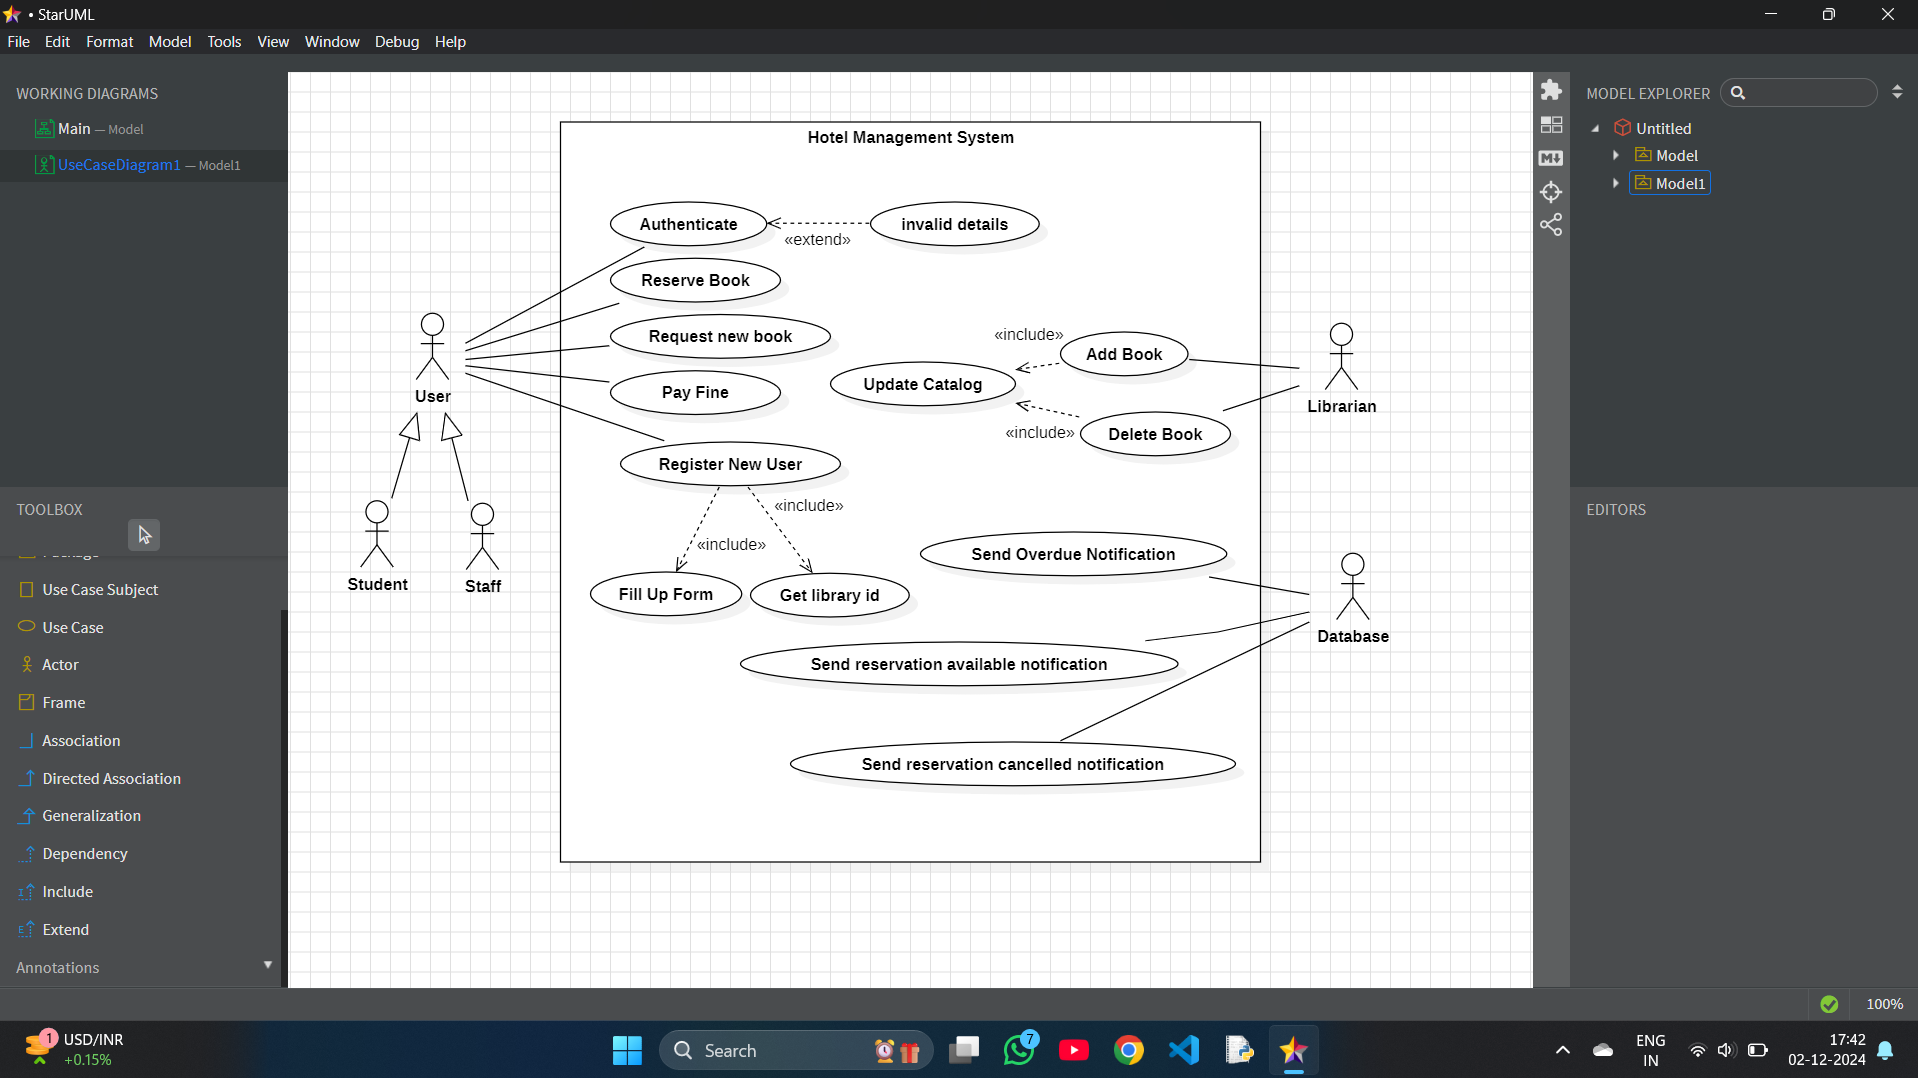 • StarUML
File Edit Format Model Tools View Window Debug Help
WORKING DIAGRAMS
Main — Model
UseCaseDiagram1 — Model1
TOOLBOX
Package
Use Case Subject
Use Case
Actor
Frame
Association
Directed Association
Generalization
Dependency
Include
Extend
Annotations
Hotel Management System
Authenticate
«extend»
invalid details
Reserve Book
Request new book
Pay Fine
Register New User
«include»
«include»
Fill Up Form
Get library id
Update Catalog
«include»
Add Book
«include»
Delete Book
Send Overdue Notification
Send reservation available notification
Send reservation cancelled notification
User
Student
Staff
Librarian
Database
M
MODEL EXPLORER
Untitled
Model
Model1
EDITORS
100%
1
USD/INR
+0.15%
Search
7
ENG
IN
17:42
02-12-2024